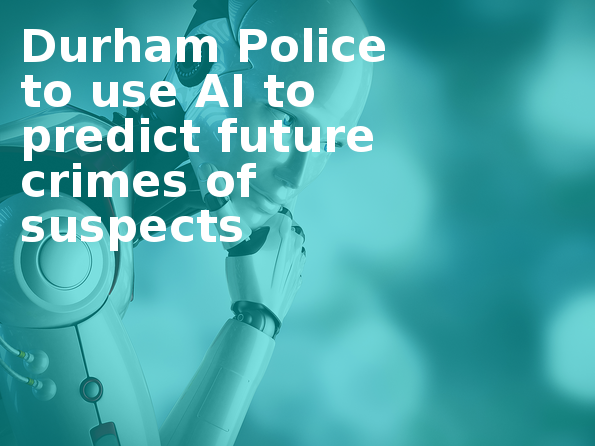 Durham Police
to use AI to
predict future
crimes of
suspects